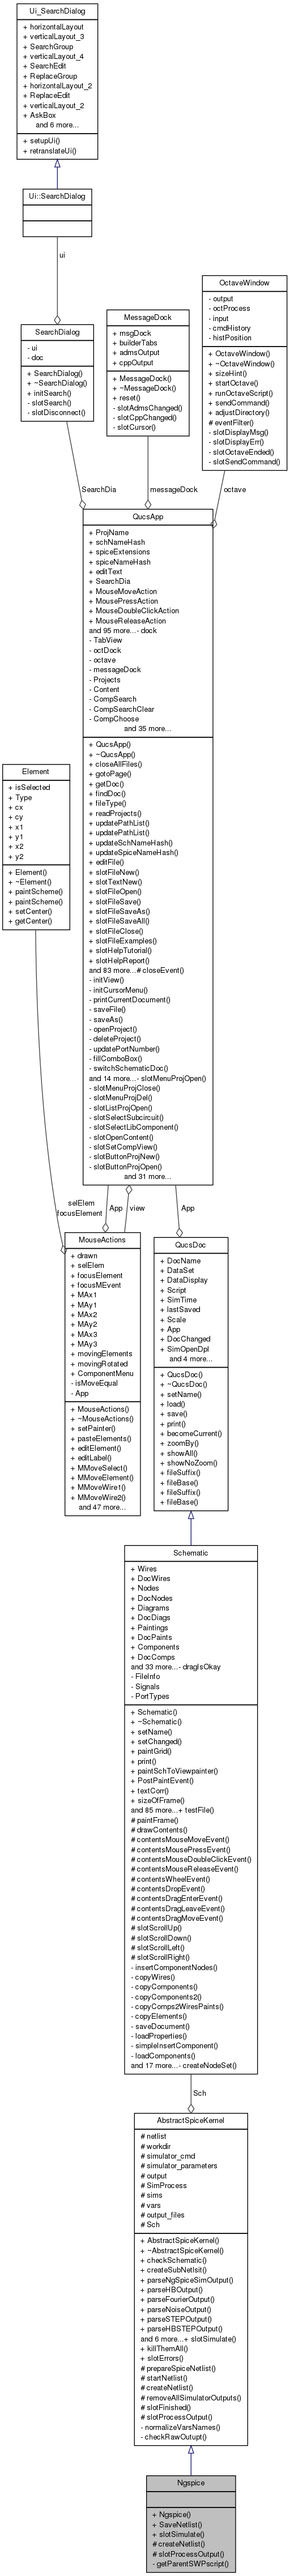 Ui_SearchDialog
+ horizontalLayout
+ verticalLayout_3
+ SearchGroup
+ verticalLayout_4
+ SearchEdit
+ ReplaceGroup
+ horizontalLayout_2
+ ReplaceEdit
+ verticalLayout_2
+ AskBox
and 6 more...
+ setupUi()
+ retranslateUi()
Ui::SearchDialog
ui
SearchDialog
- ui
- doc
+ SearchDialog()
+ ~SearchDialog()
+ initSearch()
- slotSearch()
- slotDisconnect()
MessageDock
+ msgDock
+ builderTabs
+ admsOutput
+ cppOutput
+ MessageDock()
+ ~MessageDock()
+ reset()
- slotAdmsChanged()
- slotCppChanged()
- slotCursor()
OctaveWindow
- output
- octProcess
- input
- cmdHistory
- histPosition
+ OctaveWindow()
+ ~OctaveWindow()
+ sizeHint()
+ startOctave()
+ runOctaveScript()
+ sendCommand()
+ adjustDirectory()
# eventFilter()
- slotDisplayMsg()
- slotDisplayErr()
- slotOctaveEnded()
- slotSendCommand()
SearchDia
messageDock
octave
QucsApp
+ ProjName
+ schNameHash
+ spiceExtensions
+ spiceNameHash
+ editText
+ SearchDia
+ MouseMoveAction
+ MousePressAction
+ MouseDoubleClickAction
+ MouseReleaseAction
and 95 more...- dock
- TabView
- octDock
- octave
- messageDock
- Projects
- Content
- CompSearch
- CompSearchClear
- CompChoose
and 35 more...
+ QucsApp()
+ ~QucsApp()
+ closeAllFiles()
+ gotoPage()
+ getDoc()
+ findDoc()
+ fileType()
+ readProjects()
+ updatePathList()
+ updatePathList()
+ updateSchNameHash()
+ updateSpiceNameHash()
+ editFile()
+ slotFileNew()
+ slotTextNew()
+ slotFileOpen()
+ slotFileSave()
+ slotFileSaveAs()
+ slotFileSaveAll()
+ slotFileClose()
+ slotFileExamples()
+ slotHelpTutorial()
+ slotHelpReport()
and 83 more...# closeEvent()
- initView()
- initCursorMenu()
- printCurrentDocument()
- saveFile()
- saveAs()
- openProject()
- deleteProject()
- updatePortNumber()
- fillComboBox()
- switchSchematicDoc()
and 14 more...- slotMenuProjOpen()
- slotMenuProjClose()
- slotMenuProjDel()
- slotListProjOpen()
- slotSelectSubcircuit()
- slotSelectLibComponent()
- slotOpenContent()
- slotSetCompView()
- slotButtonProjNew()
- slotButtonProjOpen()
and 31 more...
Element
+ isSelected
+ Type
+ cx
+ cy
+ x1
+ y1
+ x2
+ y2
+ Element()
+ ~Element()
+ paintScheme()
+ paintScheme()
+ setCenter()
+ getCenter()
selElem
focusElement
App
view
App
MouseActions
+ drawn
+ selElem
+ focusElement
+ focusMEvent
+ MAx1
+ MAy1
+ MAx2
+ MAy2
+ MAx3
+ MAy3
+ movingElements
+ movingRotated
+ ComponentMenu
- isMoveEqual
- App
+ MouseActions()
+ ~MouseActions()
+ setPainter()
+ pasteElements()
+ editElement()
+ editLabel()
+ MMoveSelect()
+ MMoveElement()
+ MMoveWire1()
+ MMoveWire2()
and 47 more...
QucsDoc
+ DocName
+ DataSet
+ DataDisplay
+ Script
+ SimTime
+ lastSaved
+ Scale
+ App
+ DocChanged
+ SimOpenDpl
and 4 more...
+ QucsDoc()
+ ~QucsDoc()
+ setName()
+ load()
+ save()
+ print()
+ becomeCurrent()
+ zoomBy()
+ showAll()
+ showNoZoom()
+ fileSuffix()
+ fileBase()
+ fileSuffix()
+ fileBase()
Schematic
+ Wires
+ DocWires
+ Nodes
+ DocNodes
+ Diagrams
+ DocDiags
+ Paintings
+ DocPaints
+ Components
+ DocComps
and 33 more...- dragIsOkay
- FileInfo
- Signals
- PortTypes
+ Schematic()
+ ~Schematic()
+ setName()
+ setChanged()
+ paintGrid()
+ print()
+ paintSchToViewpainter()
+ PostPaintEvent()
+ textCorr()
+ sizeOfFrame()
and 85 more...+ testFile()
# paintFrame()
# drawContents()
# contentsMouseMoveEvent()
# contentsMousePressEvent()
# contentsMouseDoubleClickEvent()
# contentsMouseReleaseEvent()
# contentsWheelEvent()
# contentsDropEvent()
# contentsDragEnterEvent()
# contentsDragLeaveEvent()
# contentsDragMoveEvent()
# slotScrollUp()
# slotScrollDown()
# slotScrollLeft()
# slotScrollRight()
- insertComponentNodes()
- copyWires()
- copyComponents()
- copyComponents2()
- copyComps2WiresPaints()
- copyElements()
- saveDocument()
- loadProperties()
- simpleInsertComponent()
- loadComponents()
and 17 more...- createNodeSet()
Sch
AbstractSpiceKernel
# netlist
# workdir
# simulator_cmd
# simulator_parameters
# output
# SimProcess
# sims
# vars
# output_files
# Sch
+ AbstractSpiceKernel()
+ ~AbstractSpiceKernel()
+ checkSchematic()
+ createSubNetlsit()
+ parseNgSpiceSimOutput()
+ parseHBOutput()
+ parseFourierOutput()
+ parseNoiseOutput()
+ parseSTEPOutput()
+ parseHBSTEPOutput()
and 6 more...+ slotSimulate()
+ killThemAll()
+ slotErrors()
# prepareSpiceNetlist()
# startNetlist()
# createNetlist()
# removeAllSimulatorOutputs()
# slotFinished()
# slotProcessOutput()
- normalizeVarsNames()
- checkRawOutupt()
Ngspice
+ Ngspice()
+ SaveNetlist()
+ slotSimulate()
# createNetlist()
# slotProcessOutput()
- getParentSWPscript()